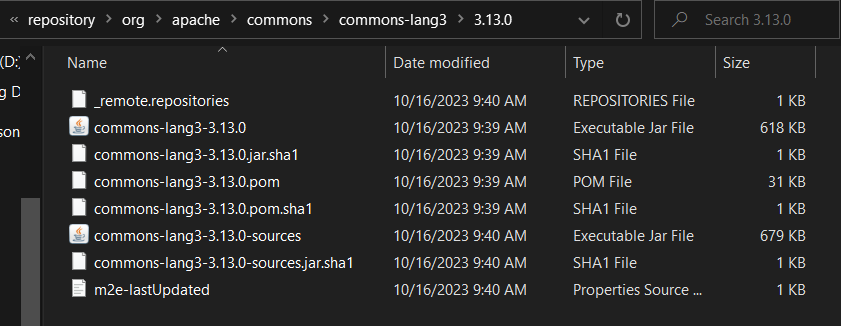 « repository > org > apache > commons > commons-lang3 > 3.13.0 Search 3.13.0
(D:) Name Date modified Type Size
g D _remote.repositories 10/16/2023 9:40 AM REPOSITORIES File 1 KB
commons-lang3-3.13.0 10/16/2023 9:39 AM Executable Jar File 618 KB
son commons-lang3-3.13.0.jar.sha1 10/16/2023 9:39 AM SHA1 File 1 KB
commons-lang3-3.13.0.pom 10/16/2023 9:39 AM POM File 31 KB
commons-lang3-3.13.0.pom.sha1 10/16/2023 9:39 AM SHA1 File 1 KB
commons-lang3-3.13.0-sources 10/16/2023 9:40 AM Executable Jar File 679 KB
commons-lang3-3.13.0-sources.jar.sha1 10/16/2023 9:40 AM SHA1 File 1 KB
m2e-lastUpdated 10/16/2023 9:40 AM Properties Source ... 1 KB